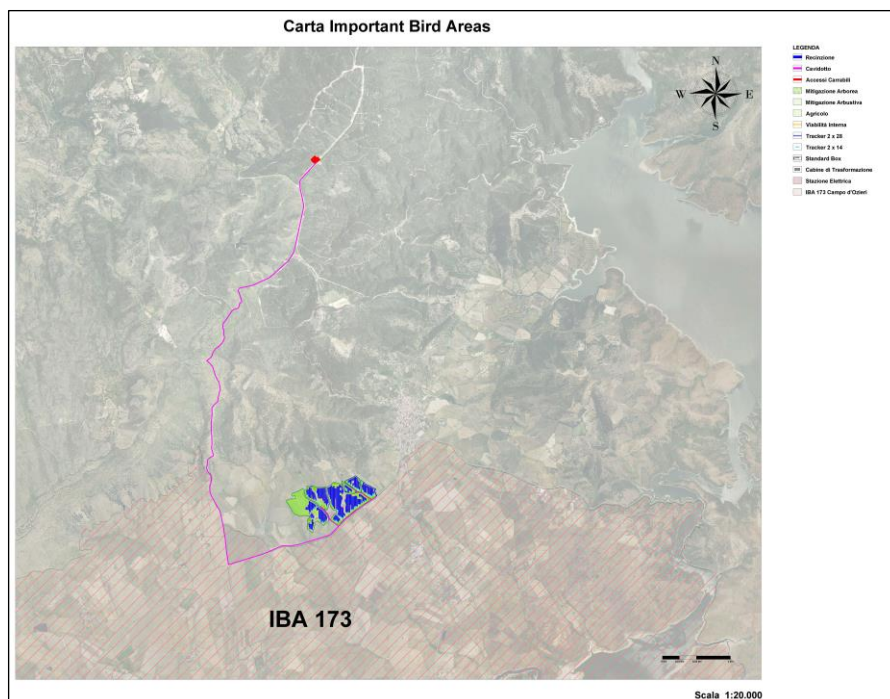 Carta Important Bird Areas
LEGENDA
Recinzione
Cavidotto
Accessi Carrabili
Mitigazione Arborea
Mitigazione Arbustiva
Agricolo
Viabilità Interna
Tracker 2 x 28
Tracker 2 x 14
Standard Box
Cabine di Trasformazione
Stazione Elettrica
IBA 173 Campo d'Ozieri
N
W
E
S
IBA 173
Scala 1:20.000